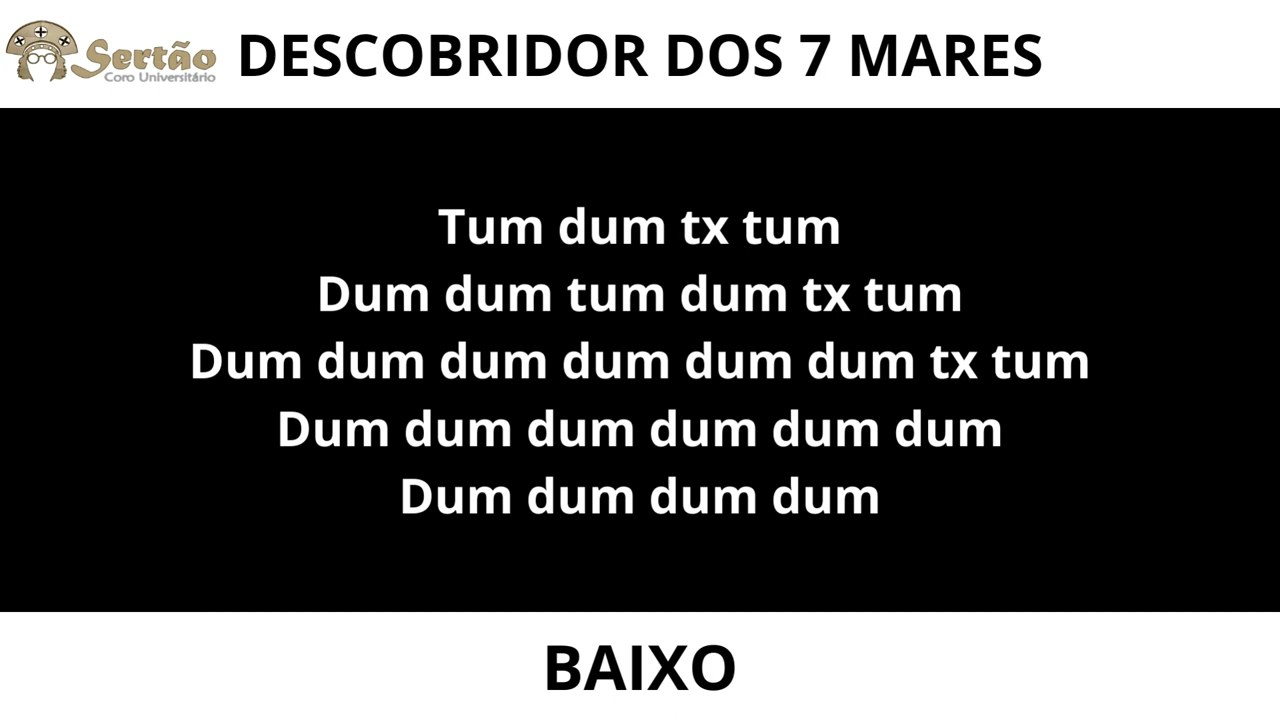 Sertão
Coro Universitário
DESCOBRIDOR DOS 7 MARES
Tum dum tx tum
Dum dum tum dum tx tum
Dum dum dum dum dum dum tx tum
Dum dum dum dum dum dum
Dum dum dum dum
BAIXO